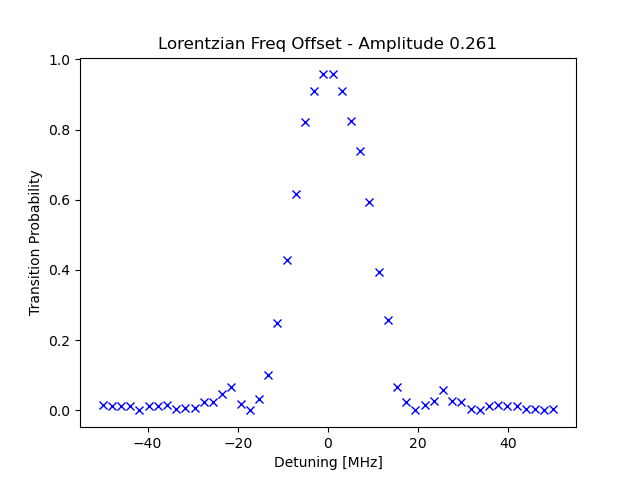 Lorentzian Freq Offset - Amplitude 0.261
1.0
0.8
0.6
0.4
0.2
0.0
Transition Probability
−40 −20 0 20 40
Detuning [MHz]